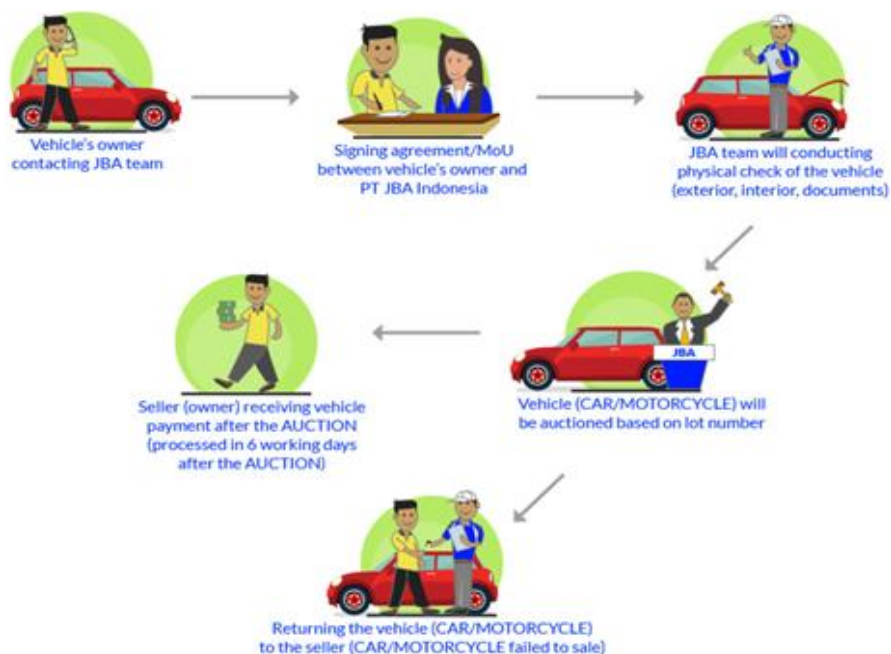 Vehicle's owner
contacting JBA team
Signing agreement/MoU
between vehicle's owner and
PT JBA Indonesia
JBA team will conducting
physical check of the vehicle
(exterior, interior, documents)
JBA
Vehicle (CAR/MOTORCYCLE) will
be auctioned based on lot number
Seller (owner) receiving vehicle
payment after the AUCTION
(processed in 6 working days
after the AUCTION)
Returning the vehicle (CAR/MOTORCYCLE)
to the seller (CAR/MOTORCYCLE failed to sale)